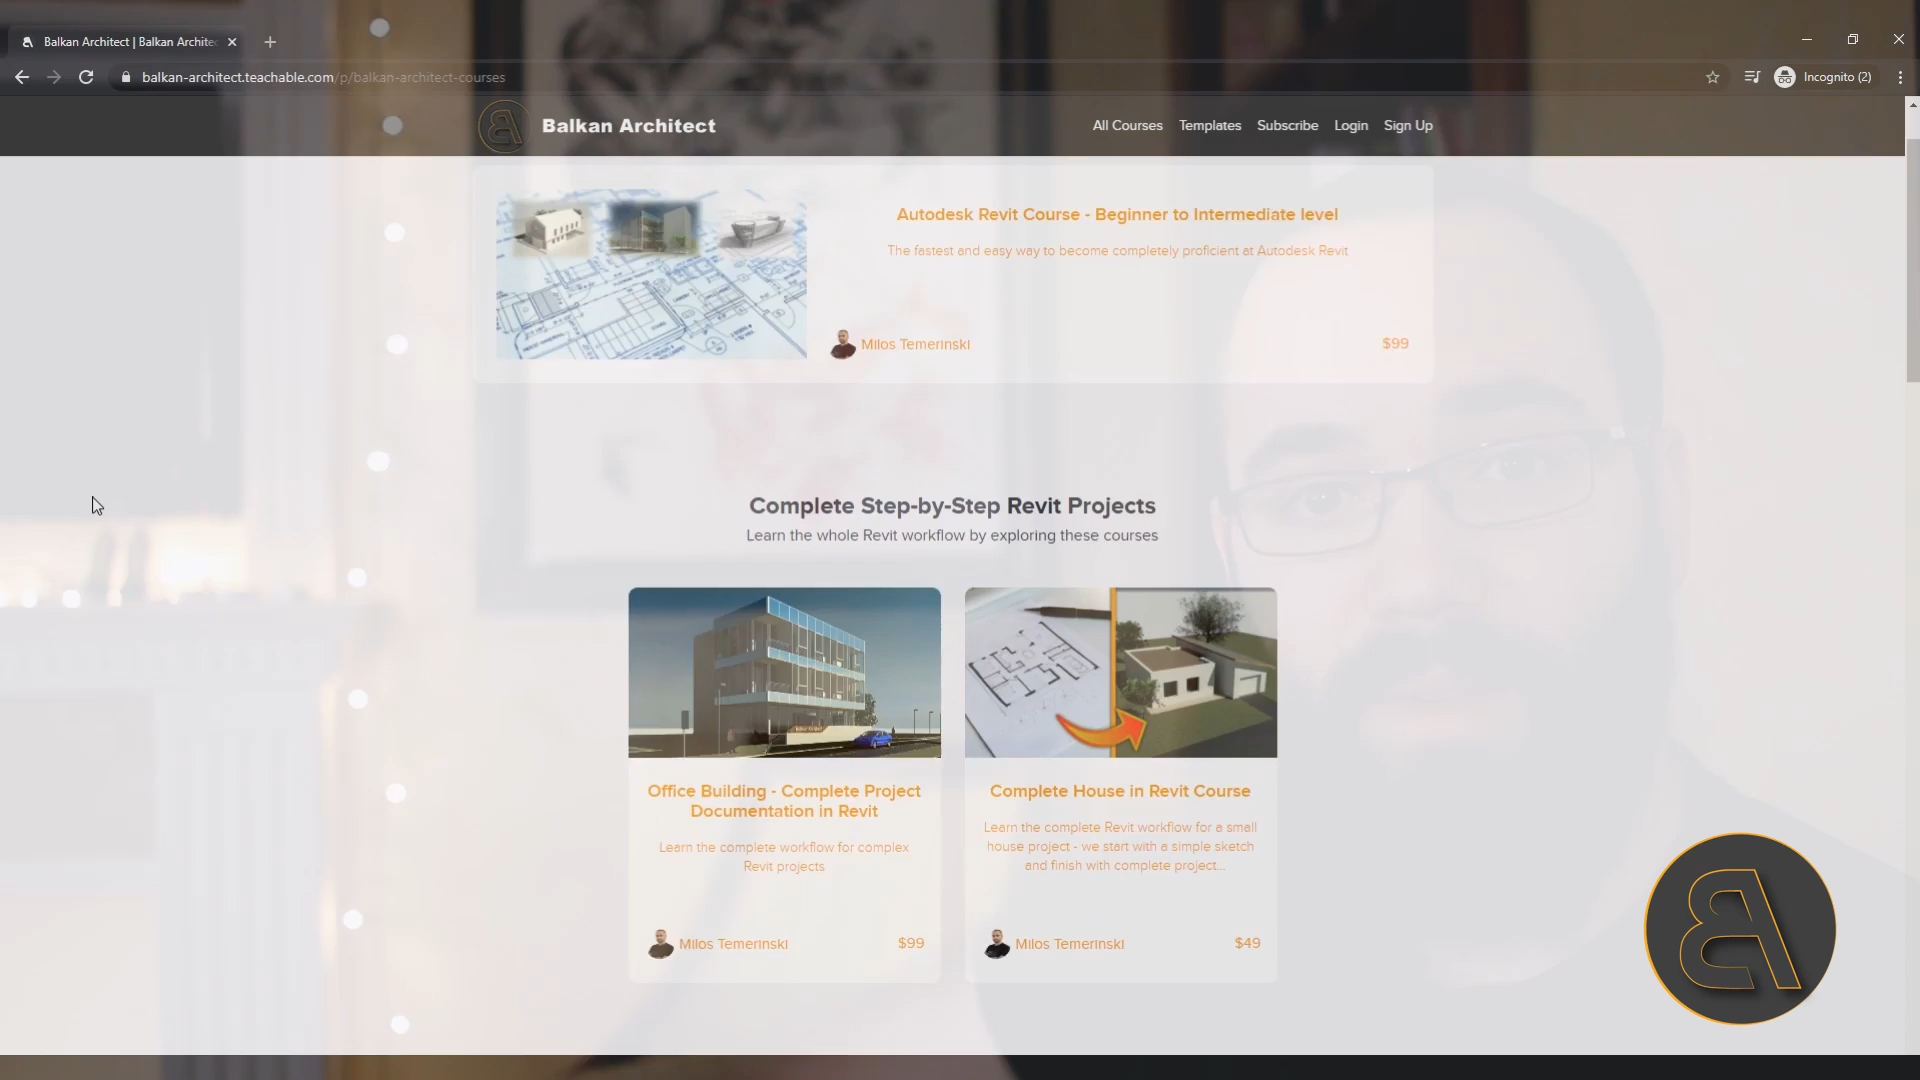 Balkan Architect | Balkan Archite
balkan-architect.teachable.com/p/balkan-architect-courses
Incognito (2)
Balkan Architect
All Courses
Templates
Subscribe
Login
Sign Up
Autodesk Revit Course - Beginner to Intermediate level
The fastest and easy way to become completely proficient at Autodesk Revit
Milos Temerinski
$99
Complete Step-by-Step Revit Projects
Learn the whole Revit workflow by exploring these courses
Office Building - Complete Project
Documentation in Revit
Learn the complete workflow for complex
Revit projects
Milos Temerinski
$99
Complete House in Revit Course
Learn the complete Revit workflow for a small
house project - we start with a simple sketch
and finish with complete project...
Milos Temerinski
$49